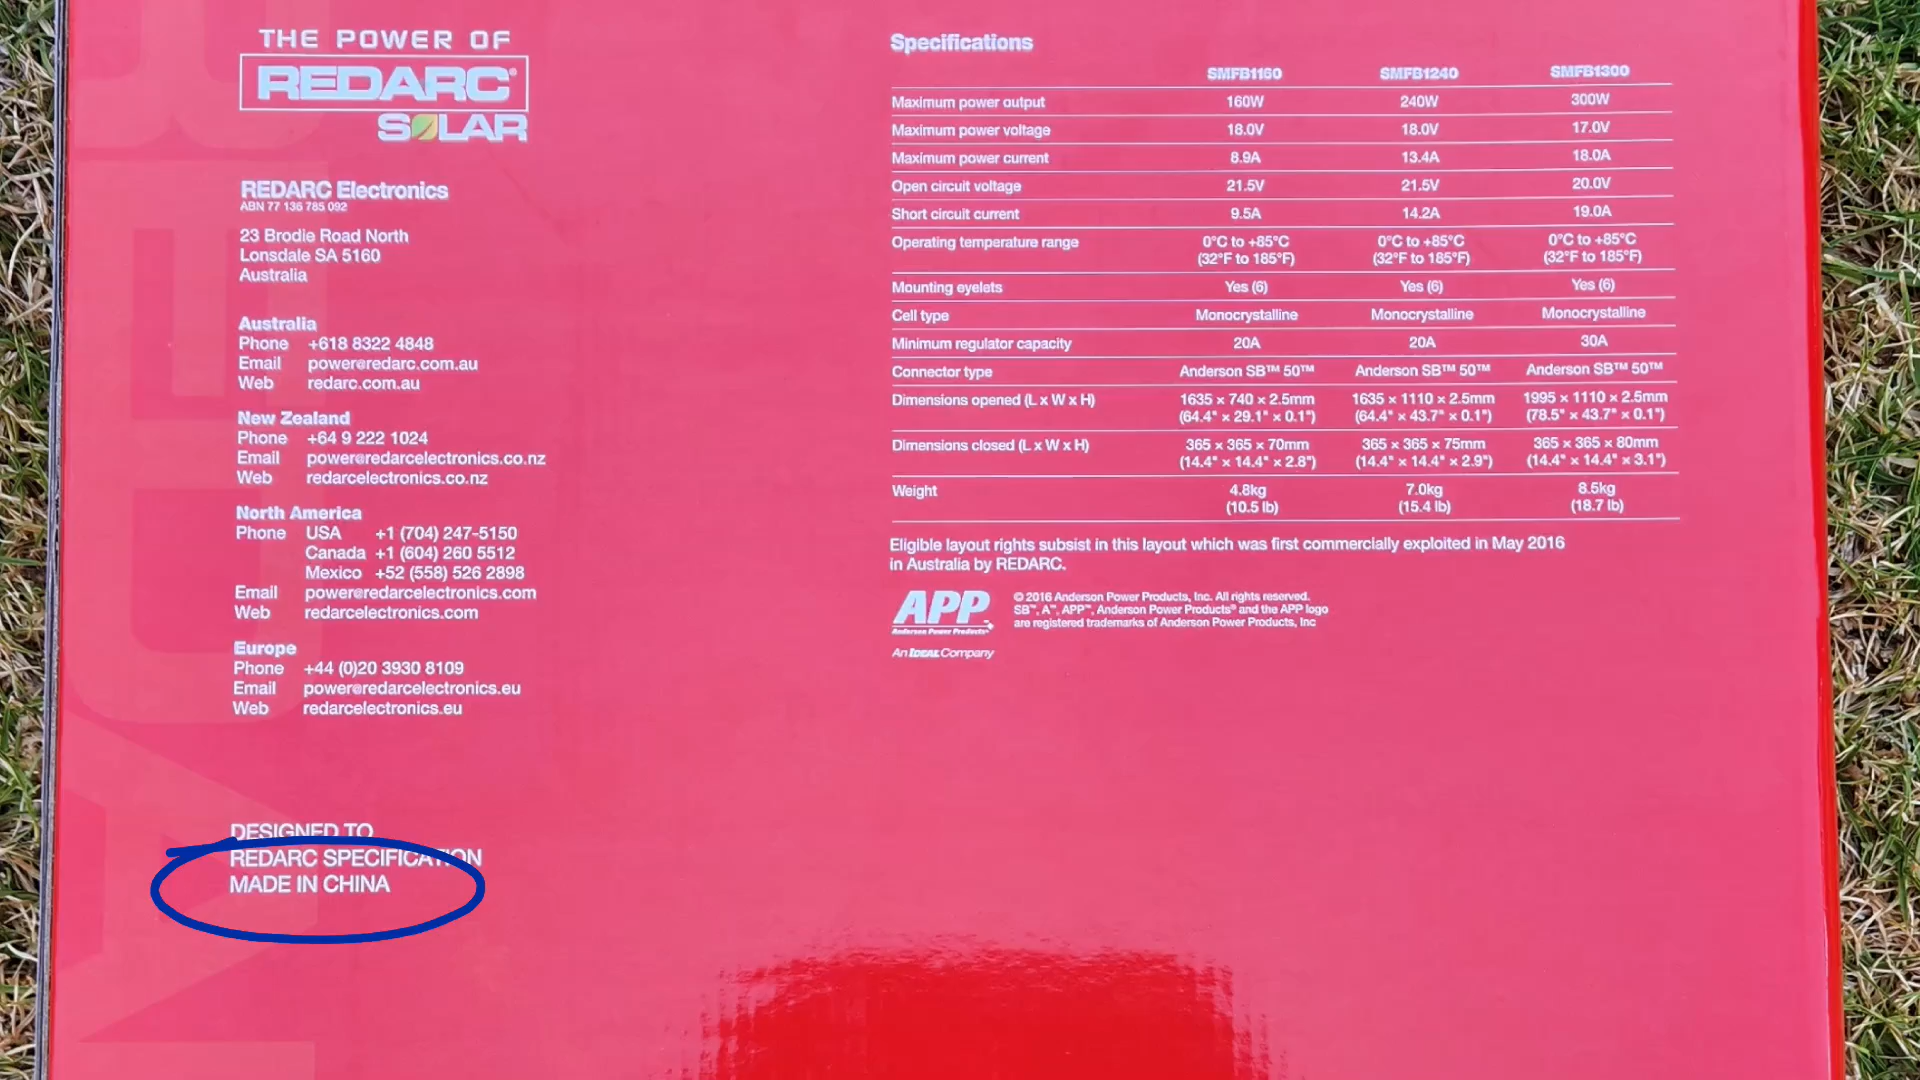 THE POWER OF
REDARC®
SOLAR
REDARC Electronics
ABN 77 136 785 092
23 Brodie Road North
Lonsdale SA 5160
Australia
Australia
Phone +618 8322 4848
Email power@redarc.com.au
Web redarc.com.au
New Zealand
Phone +64 9 222 1024
Email power@redarcelectronics.co.nz
Web redarcelectronics.co.nz
North America
Phone USA +1 (704) 247-5150
Canada +1 (604) 260 5512
Mexico +52 (558) 526 2898
Email power@redarcelectronics.com
Web redarcelectronics.com
Europe
Phone +44 (0)20 3930 8109
Email power@redarcelectronics.eu
Web redarcelectronics.eu
DESIGNED TO
REDARC SPECIFICATION
MADE IN CHINA
Specifications
SMFB1160 SMFB1240 SMFB1300
Maximum power output 160W 240W 300W
Maximum power voltage 18.0V 18.0V 17.0V
Maximum power current 8.9A 13.4A 18.0A
Open circuit voltage 21.5V 21.5V 20.0V
Short circuit current 9.5A 14.2A 19.0A
Operating temperature range 0°C to +85°C 0°C to +85°C 0°C to +85°C
(32°F to 185°F) (32°F to 185°F) (32°F to 185°F)
Mounting eyelets Yes (6) Yes (6) Yes (6)
Cell type Monocrystalline Monocrystalline Monocrystalline
Minimum regulator capacity 20A 20A 30A
Connector type Anderson SB™ 50™ Anderson SB™ 50™ Anderson SB™ 50™
Dimensions opened (L x W x H) 1635 × 740 × 2.5mm 1635 × 1110 × 2.5mm 1995 × 1110 × 2.5mm
(64.4" × 29.1" × 0.1") (64.4" × 43.7" × 0.1") (78.5" × 43.7" × 0.1")
Dimensions closed (L x W x H) 365 × 365 × 70mm 365 × 365 × 75mm 365 × 365 × 80mm
(14.4" × 14.4" × 2.8") (14.4" × 14.4" × 2.9") (14.4" × 14.4" × 3.1")
Weight 4.8kg 7.0kg 8.5kg
(10.5 lb) (15.4 lb) (18.7 lb)
Eligible layout rights subsist in this layout which was first commercially exploited in May 2016
in Australia by REDARC.
APP™
Anderson Power Products®
An IDEAL Company
© 2016 Anderson Power Products, Inc. All rights reserved.
SB™, A™, APP™, Anderson Power Products® and the APP logo
are registered trademarks of Anderson Power Products, Inc